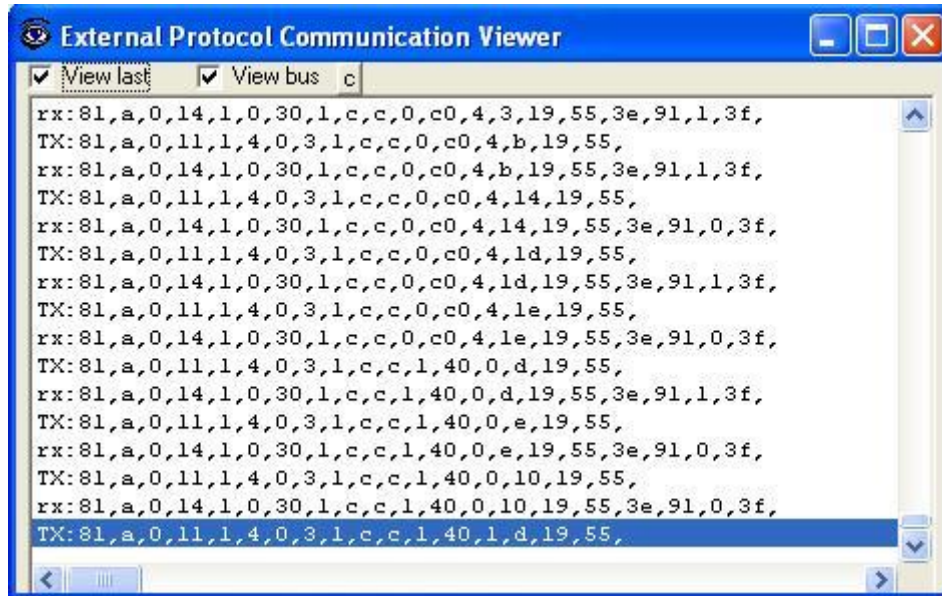 External Protocol Communication Viewer
View last View bus c
rx:81,a,0,14,1,0,30,1,c,c,0,c0,4,3,19,55,3e,91,1,3f,
TX:81,a,0,11,1,4,0,3,1,c,c,0,c0,4,b,19,55,
rx:81,a,0,14,1,0,30,1,c,c,0,c0,4,b,19,55,3e,91,1,3f,
TX:81,a,0,11,1,4,0,3,1,c,c,0,c0,4,14,19,55,
rx:81,a,0,14,1,0,30,1,c,c,0,c0,4,14,19,55,3e,91,0,3f,
TX:81,a,0,11,1,4,0,3,1,c,c,0,c0,4,1d,19,55,
rx:81,a,0,14,1,0,30,1,c,c,0,c0,4,1d,19,55,3e,91,1,3f,
TX:81,a,0,11,1,4,0,3,1,c,c,0,c0,4,1e,19,55,
rx:81,a,0,14,1,0,30,1,c,c,0,c0,4,1e,19,55,3e,91,0,3f,
TX:81,a,0,11,1,4,0,3,1,c,c,1,40,0,d,19,55,
rx:81,a,0,14,1,0,30,1,c,c,1,40,0,d,19,55,3e,91,1,3f,
TX:81,a,0,11,1,4,0,3,1,c,c,1,40,0,e,19,55,
rx:81,a,0,14,1,0,30,1,c,c,1,40,0,e,19,55,3e,91,0,3f,
TX:81,a,0,11,1,4,0,3,1,c,c,1,40,0,10,19,55,
rx:81,a,0,14,1,0,30,1,c,c,1,40,0,10,19,55,3e,91,0,3f,
TX:81,a,0,11,1,4,0,3,1,c,c,1,40,1,d,19,55,